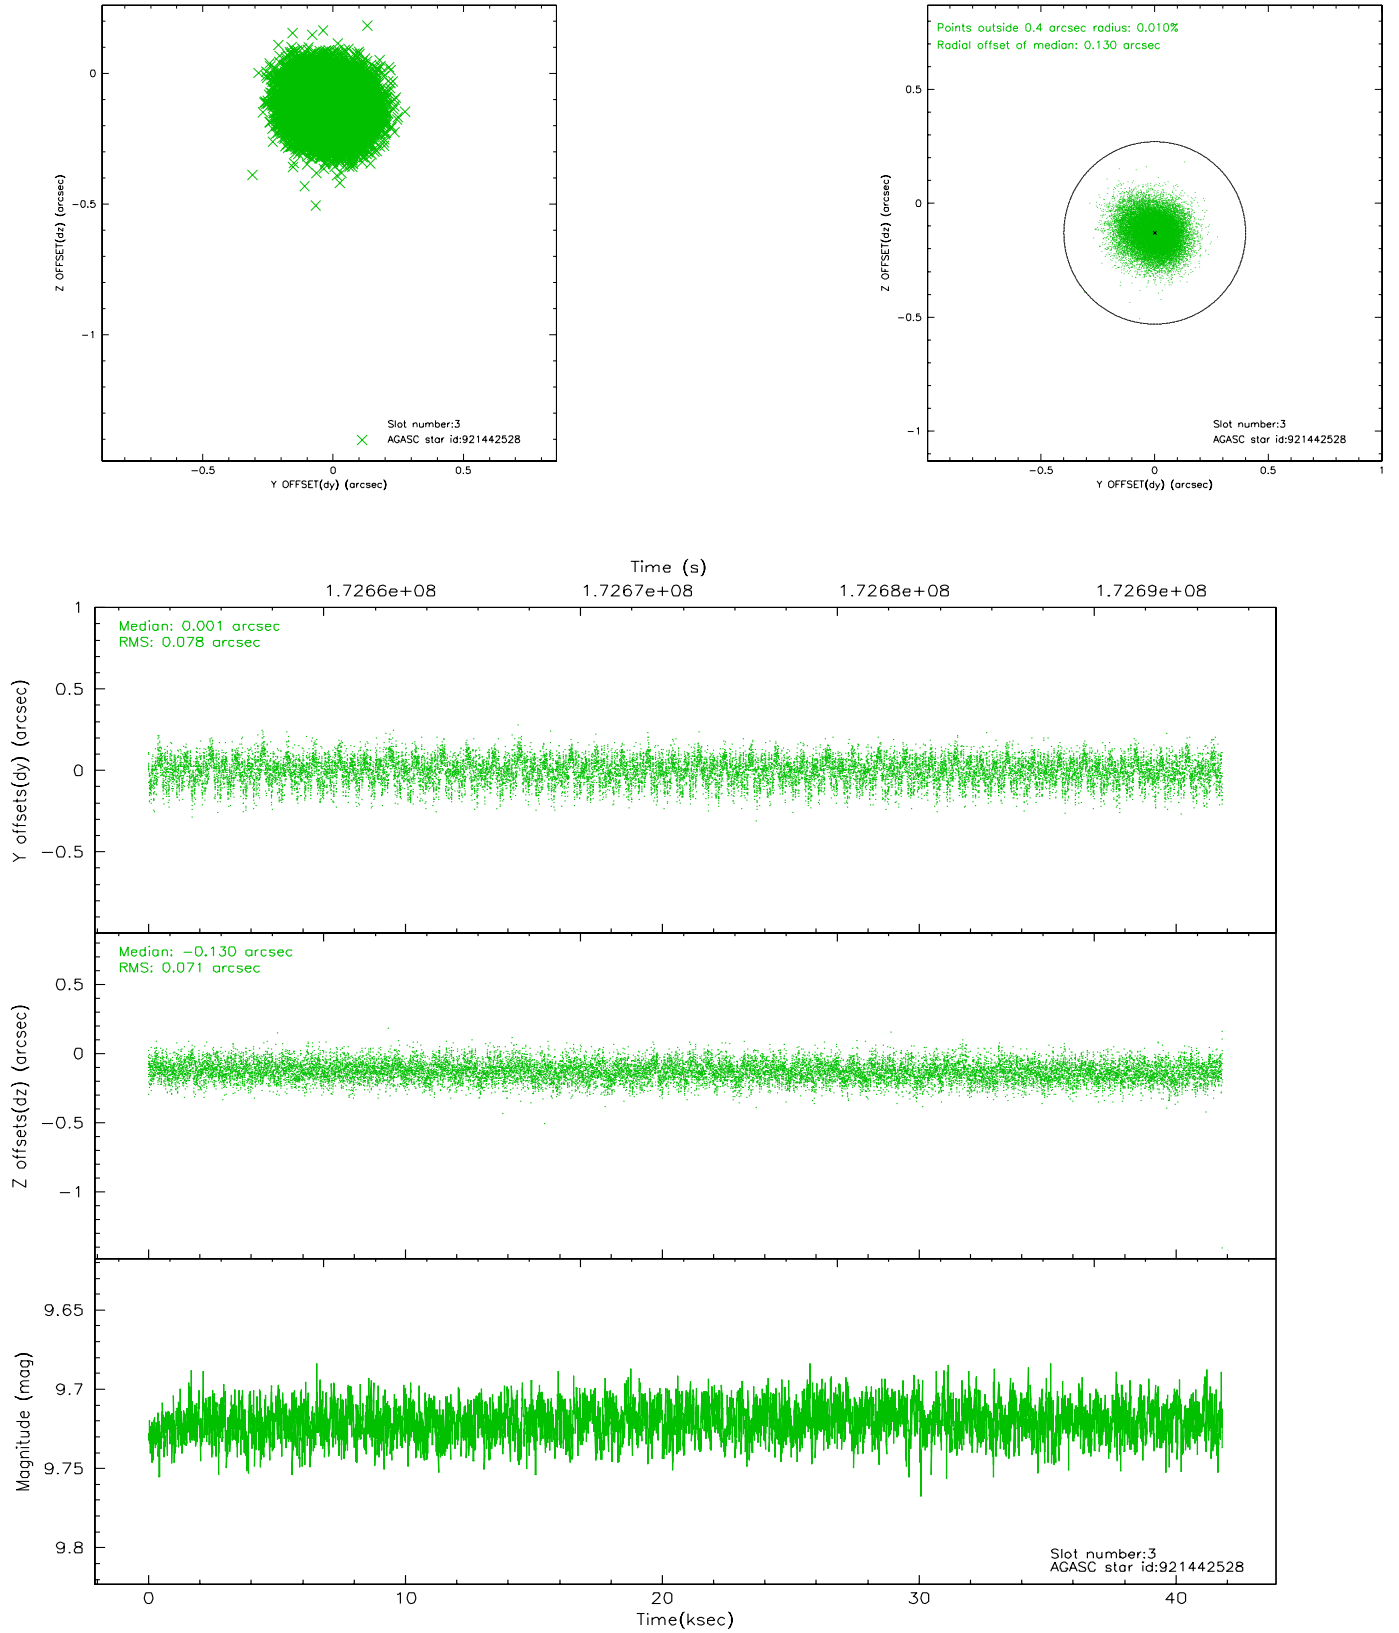 0
−0.5
−1
Z OFFSET(dz) (arcsec)
Slot number:3
AGASC star id:921442528
−0.5
0
0.5
Y OFFSET(dy) (arcsec)
Points outside 0.4 arcsec radius: 0.010%
Radial offset of median: 0.130 arcsec
0.5
0
−0.5
−1
Z OFFSET(dz) (arcsec)
Slot number:3
AGASC star id:921442528
−0.5
0
0.5
1
Y OFFSET(dy) (arcsec)
Time (s)
1.7266e+08
1.7267e+08
1.7268e+08
1.7269e+08
Median: 0.001 arcsec
RMS: 0.078 arcsec
1
0.5
0
−0.5
Y offsets(dy) (arcsec)
Median: −0.130 arcsec
RMS: 0.071 arcsec
0.5
0
−0.5
−1
Z offsets(dz) (arcsec)
9.65
9.7
9.75
9.8
Magnitude (mag)
Slot number:3
AGASC star id:921442528
0
10
20
30
40
Time(ksec)